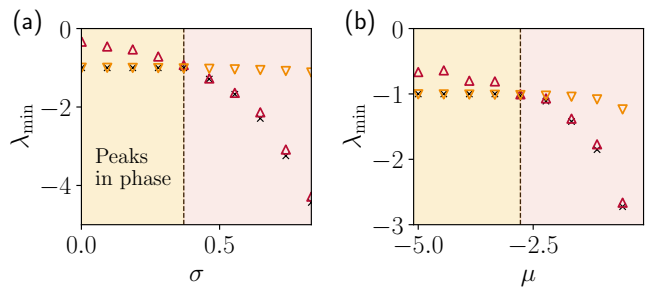 (a)
0
−2
−4
λmin
Peaks
in phase
0.0
0.5
σ
(b)
0
−1
−2
−3
λmin
−5.0
−2.5
μ